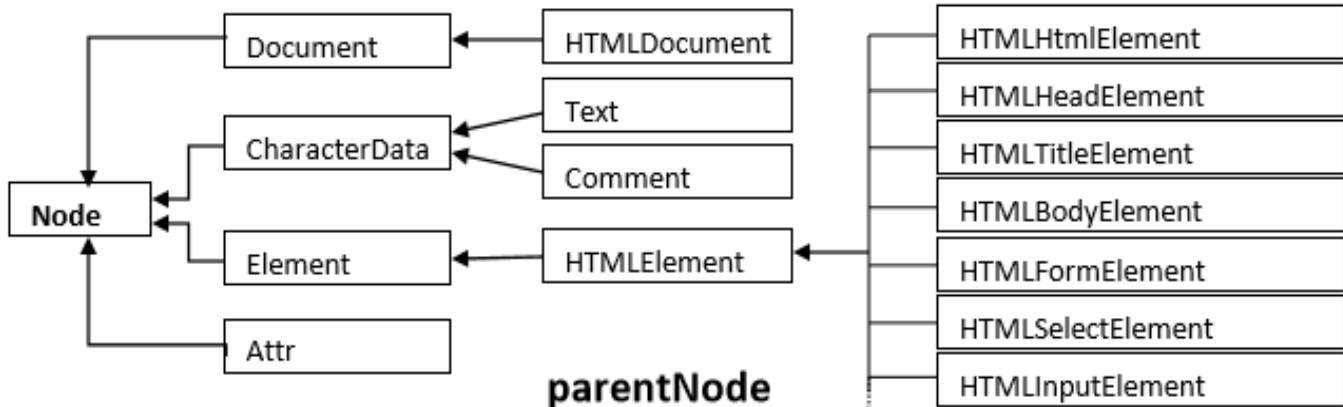 Document
HTMLDocument
HTMLHtmlElement
HTMLHeadElement
Text
CharacterData
HTMLTitleElement
Comment
Node
HTMLBodyElement
Element
HTMLElement
HTMLFormElement
HTMLSelectElement
Attr
parentNode
HTMLInputElement